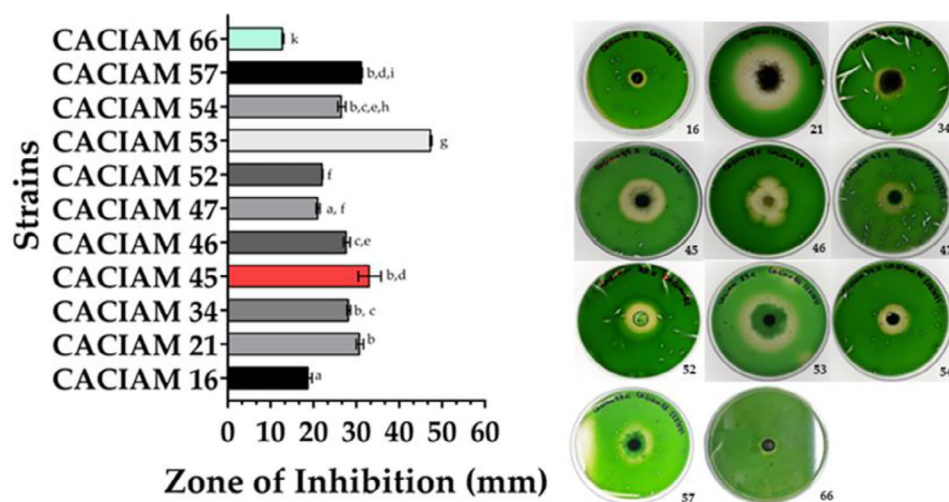 Strains
CACIAM 66
k
CACIAM 57
b,d,i
CACIAM 54
b,c,e,h
CACIAM 53
g
CACIAM 52
f
CACIAM 47
a, f
CACIAM 46
c,e
CACIAM 45
b,d
CACIAM 34
b, c
CACIAM 21
b
CACIAM 16
a
0 10 20 30 40 50 60
Zone of Inhibition (mm)
16 21 34
45 46 47
52 53 54
57 66